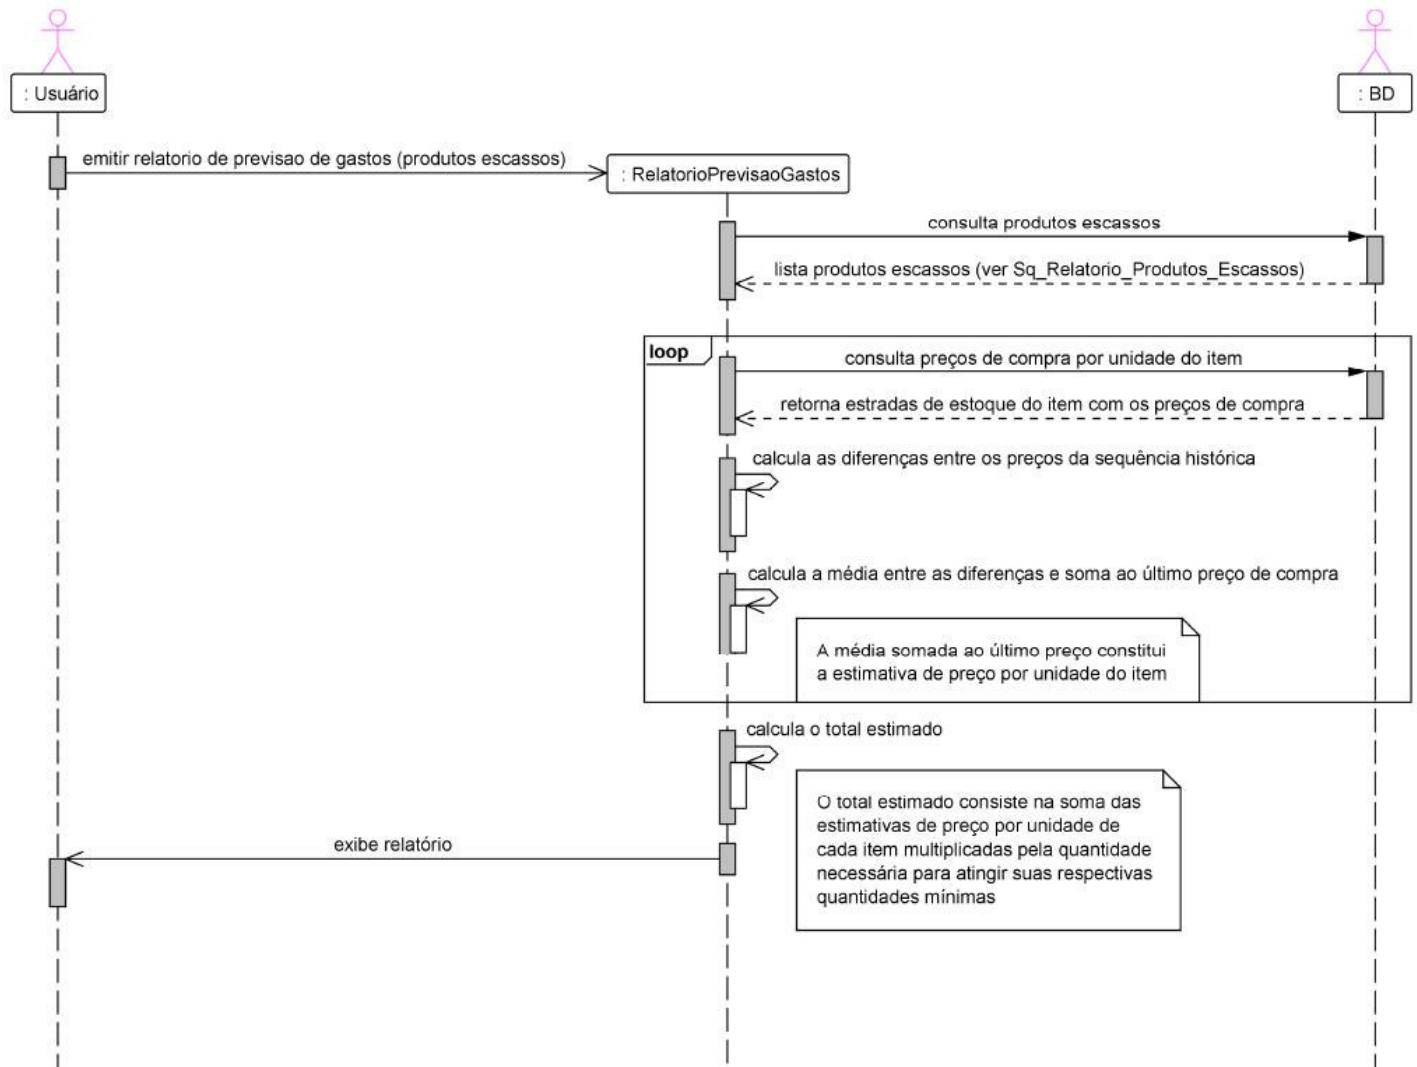 : Usuário
: BD
emitir relatorio de previsao de gastos (produtos escassos)
: RelatorioPrevisaoGastos
consulta produtos escassos
lista produtos escassos (ver Sq_Relatorio_Produtos_Escassos)
loop
consulta preços de compra por unidade do item
retorna estradas de estoque do item com os preços de compra
calcula as diferenças entre os preços da sequência histórica
calcula a média entre as diferenças e soma ao último preço de compra
A média somada ao último preço constitui
a estimativa de preço por unidade do item
calcula o total estimado
O total estimado consiste na soma das
estimativas de preço por unidade de
cada item multiplicadas pela quantidade
necessária para atingir suas respectivas
quantidades mínimas
exibe relatório